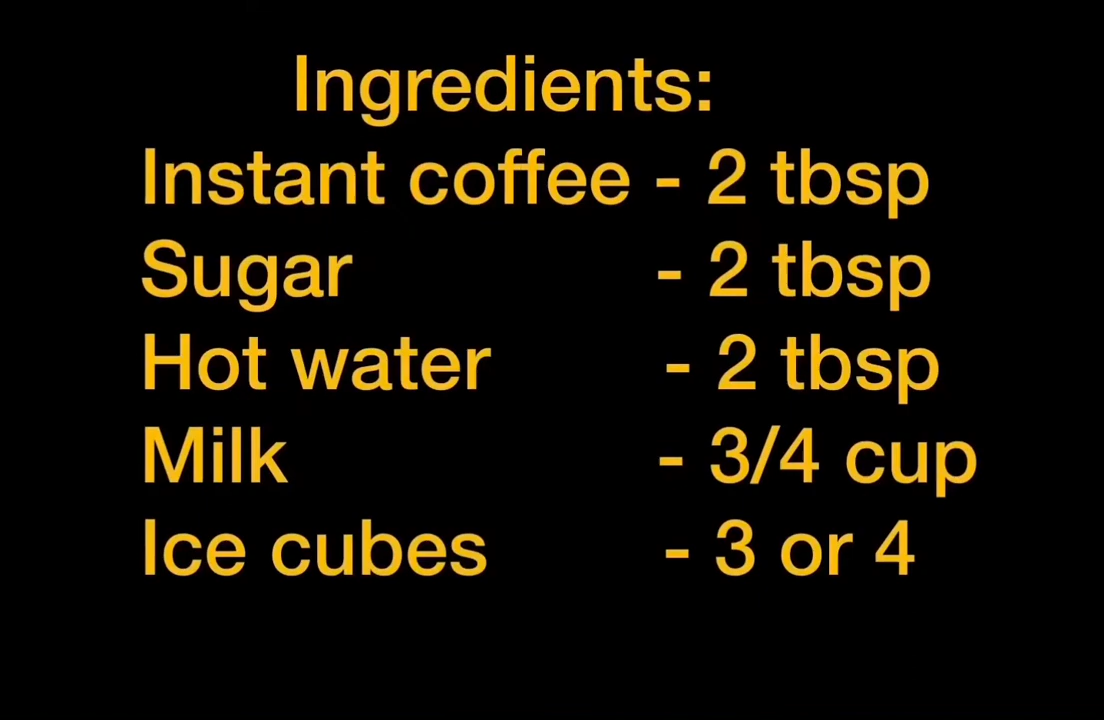 Ingredients:
Instant coffee - 2 tbsp
Sugar - 2 tbsp
Hot water - 2 tbsp
Milk - 3/4 cup
Ice cubes - 3 or 4